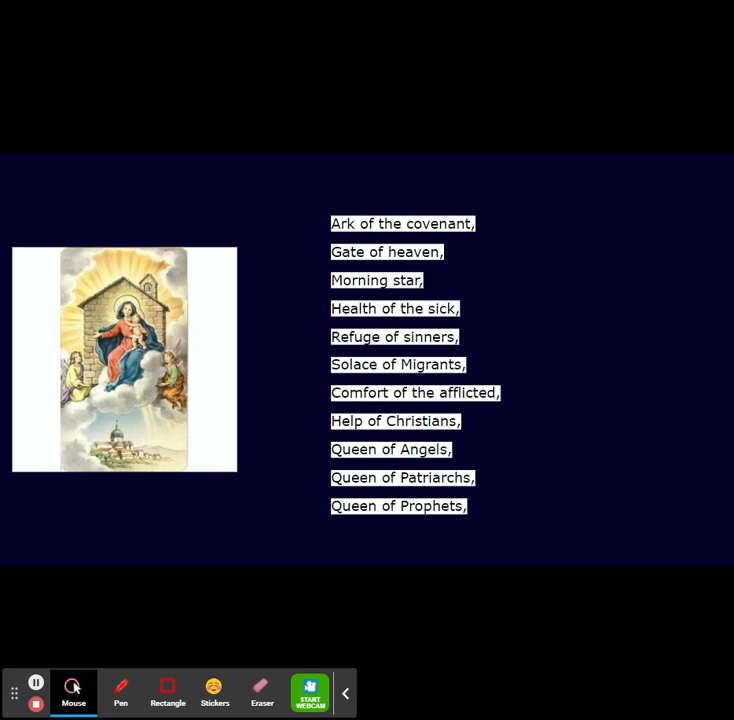 Ark of the covenant,
Gate of heaven,
Morning star,
Health of the sick,
Refuge of sinners,
Solace of Migrants,
Comfort of the afflicted,
Help of Christians,
Queen of Angels,
Queen of Patriarchs,
Queen of Prophets,
Mouse
Pen
Rectangle
Stickers
Eraser
START
WEBCAM